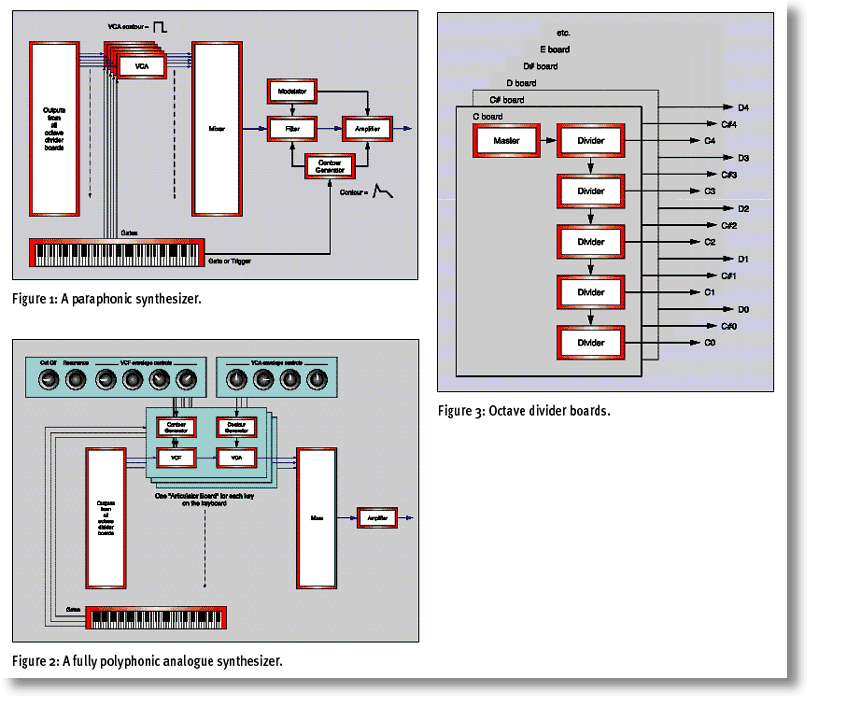 VCA contour =
VCA
Outputs
from
all
octave
divider
boards
Mixer
Modulator
Filter
Amplifier
Contour
Generator
Contour =
Gates
Gate or Trigger
Figure 1: A paraphonic synthesizer.
Cut Off Resonance VCF envelope controls
VCA envelope controls
Contour
Generator
Contour
Generator
VCF
VCA
Outputs
from
all
octave
divider
boards
One "Articulator Board" for each key
on the keyboard
Mixer
Amplifier
Gates
Figure 2: A fully polyphonic analogue synthesizer.
etc.
E board
D# board
D board
C# board
C board
Master
Divider
Divider
Divider
Divider
Divider
D4
C#4
C4
D3
C#3
C3
D2
C#2
C2
D1
C#1
C1
D0
C#0
C0
Figure 3: Octave divider boards.